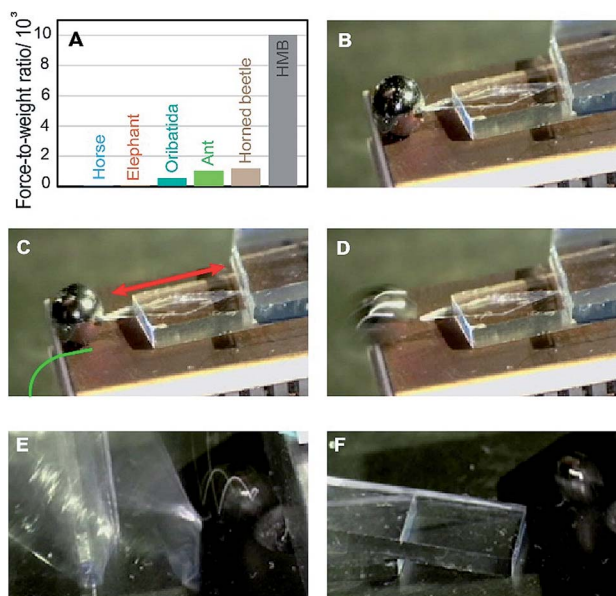 A
Force-to-weight ratio/ 10³
10
8
6
4
2
0
Horse
Elephant
Oribatida
Ant
Horned beetle
HMB
B
C
D
E
F